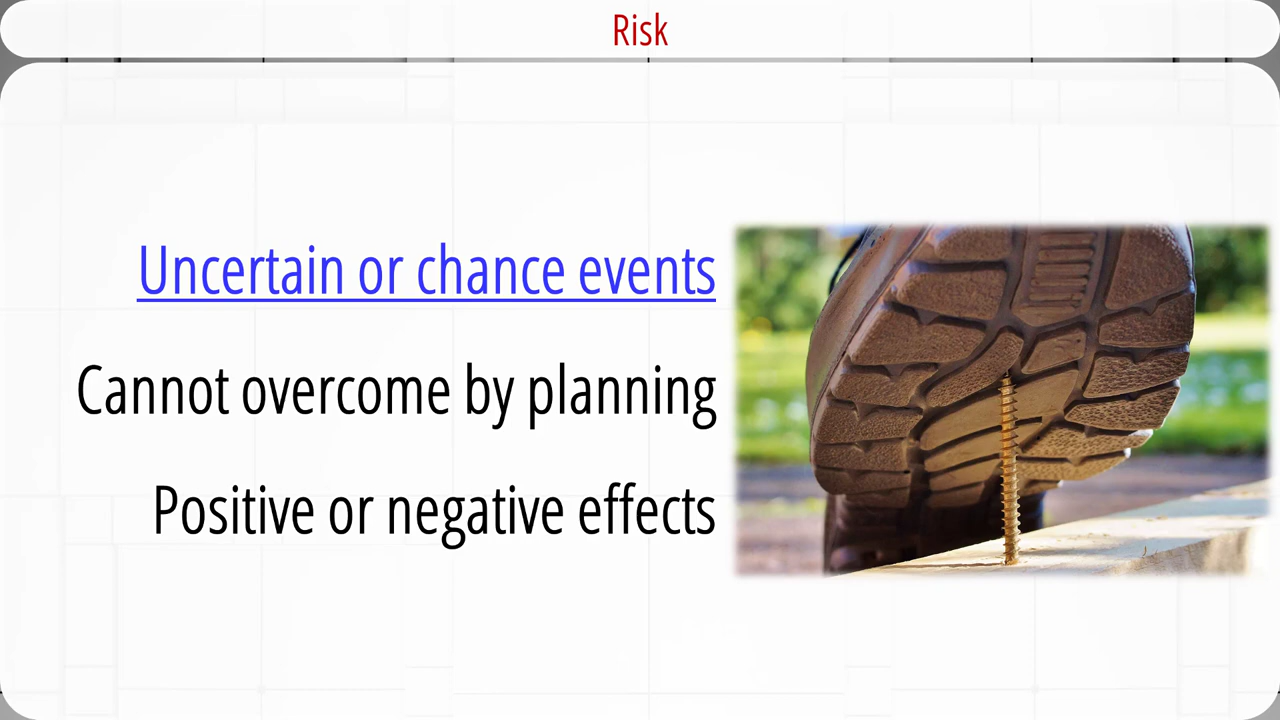 Risk
Uncertain or chance events
Cannot overcome by planning
Positive or negative effects